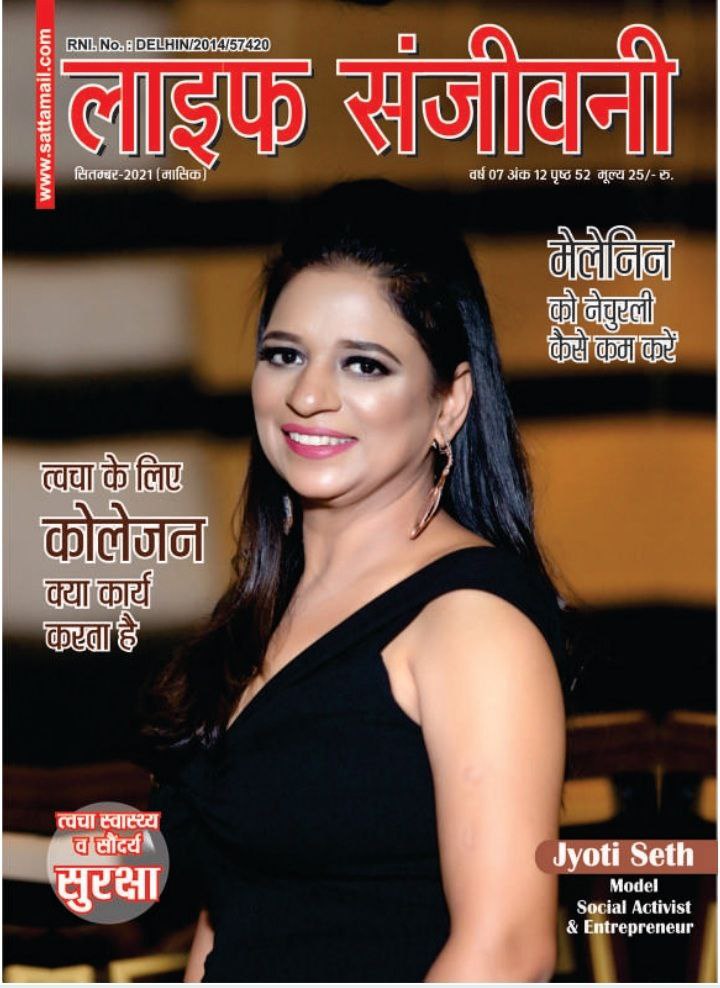 www.sattamail.com
RNI. No. : DELHIN/2014/57420
लाइफ संजीवनी
सितम्बर-2021 (मासिक)
वर्ष 07 अंक 12 पृष्ठ 52 मूल्य 25/- रु.
मेलेनिन
को नेचुरली
कैसे कम करें
त्वचा के लिए
कोलेजन
क्या कार्य
करता है
त्वचा स्वास्थ्य
व सौंदर्य
सुरक्षा
Jyoti Seth
Model
Social Activist
& Entrepreneur